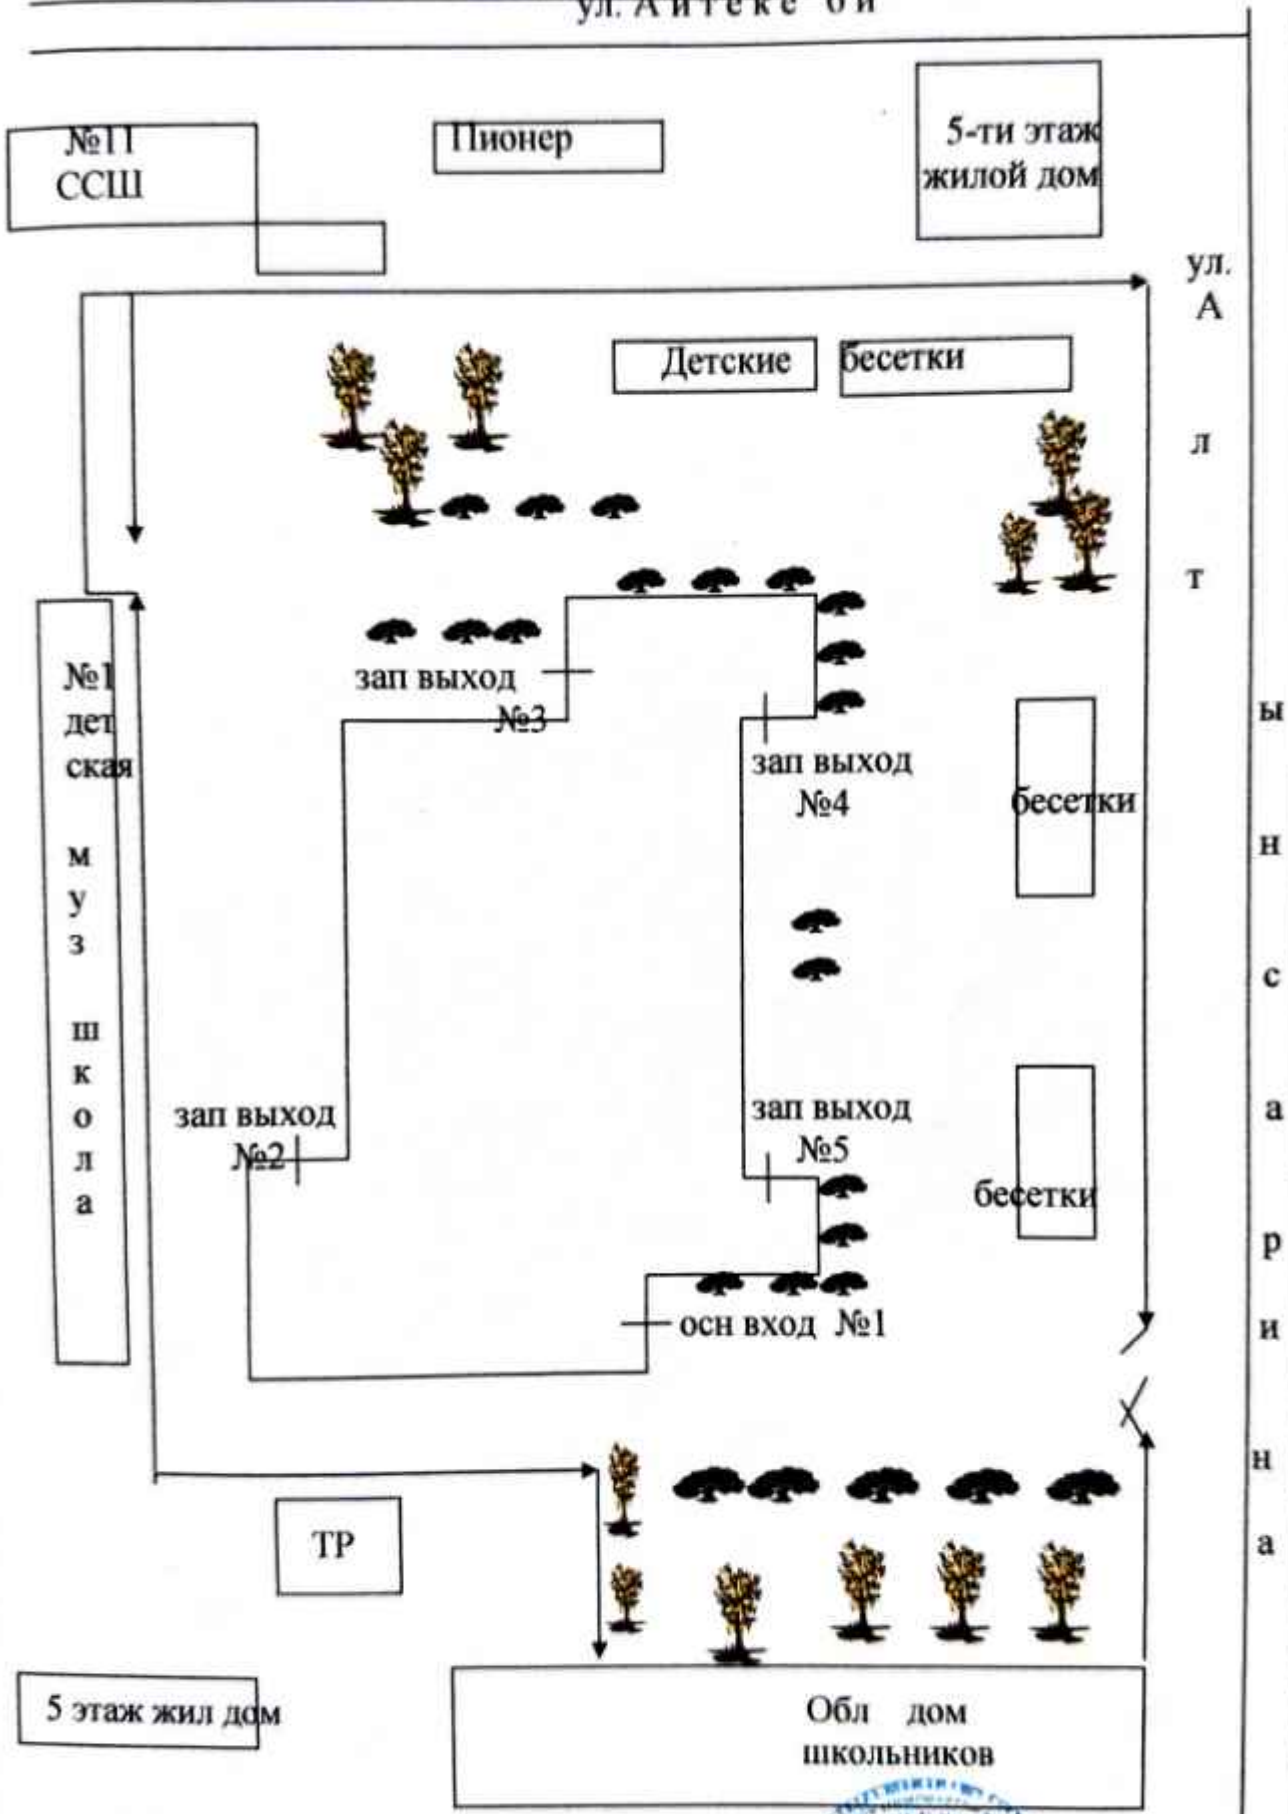 ул. А й т е к е  б и
№11
ССШ
Пионер
5-ти этаж
жилой дом
ул.
А
л
т
ы
н
с
а
р
и
н
а
Детские
бесетки
зап выход
№3
зап выход
№4
бесетки
№1
дет
ская
м
у
з
ш
к
о
л
а
зап выход
№2
зап выход
№5
бесетки
осн вход №1
ТР
5 этаж жил дом
Обл дом
школьников